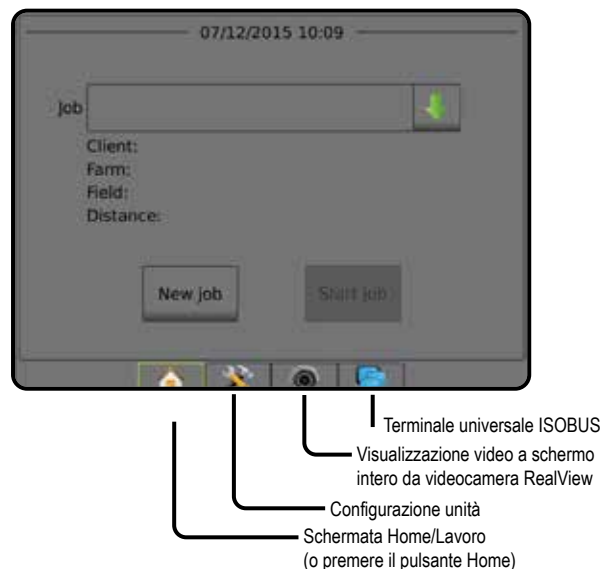 07/12/2015 10:09
Job
Client:
Farm:
Field:
Distance:
New job
Start job
Terminale universale ISOBUS
Visualizzazione video a schermo
intero da videocamera RealView
Configurazione unità
Schermata Home/Lavoro
(o premere il pulsante Home)